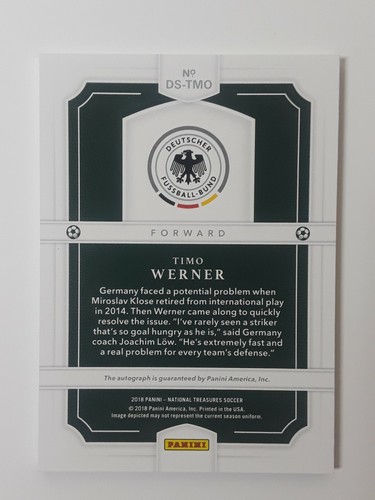 Nº
DS-TMO
DEUTSCHER
FUSSBALL-BUND
FORWARD
TIMO
WERNER
Germany faced a potential problem when
Miroslav Klose retired from international play
in 2014. Then Werner came along to quickly
resolve the issue. “I’ve rarely seen a striker
that’s so goal hungry as he is,” said Germany
coach Joachim Löw. “He’s extremely fast and
a real problem for every team’s defense.”
The autograph is guaranteed by Panini America, Inc.
2018 PANINI - NATIONAL TREASURES SOCCER
© 2018 Panini America, Inc. Printed in the USA.
Image depicted may not represent the current season uniform.
PANINI